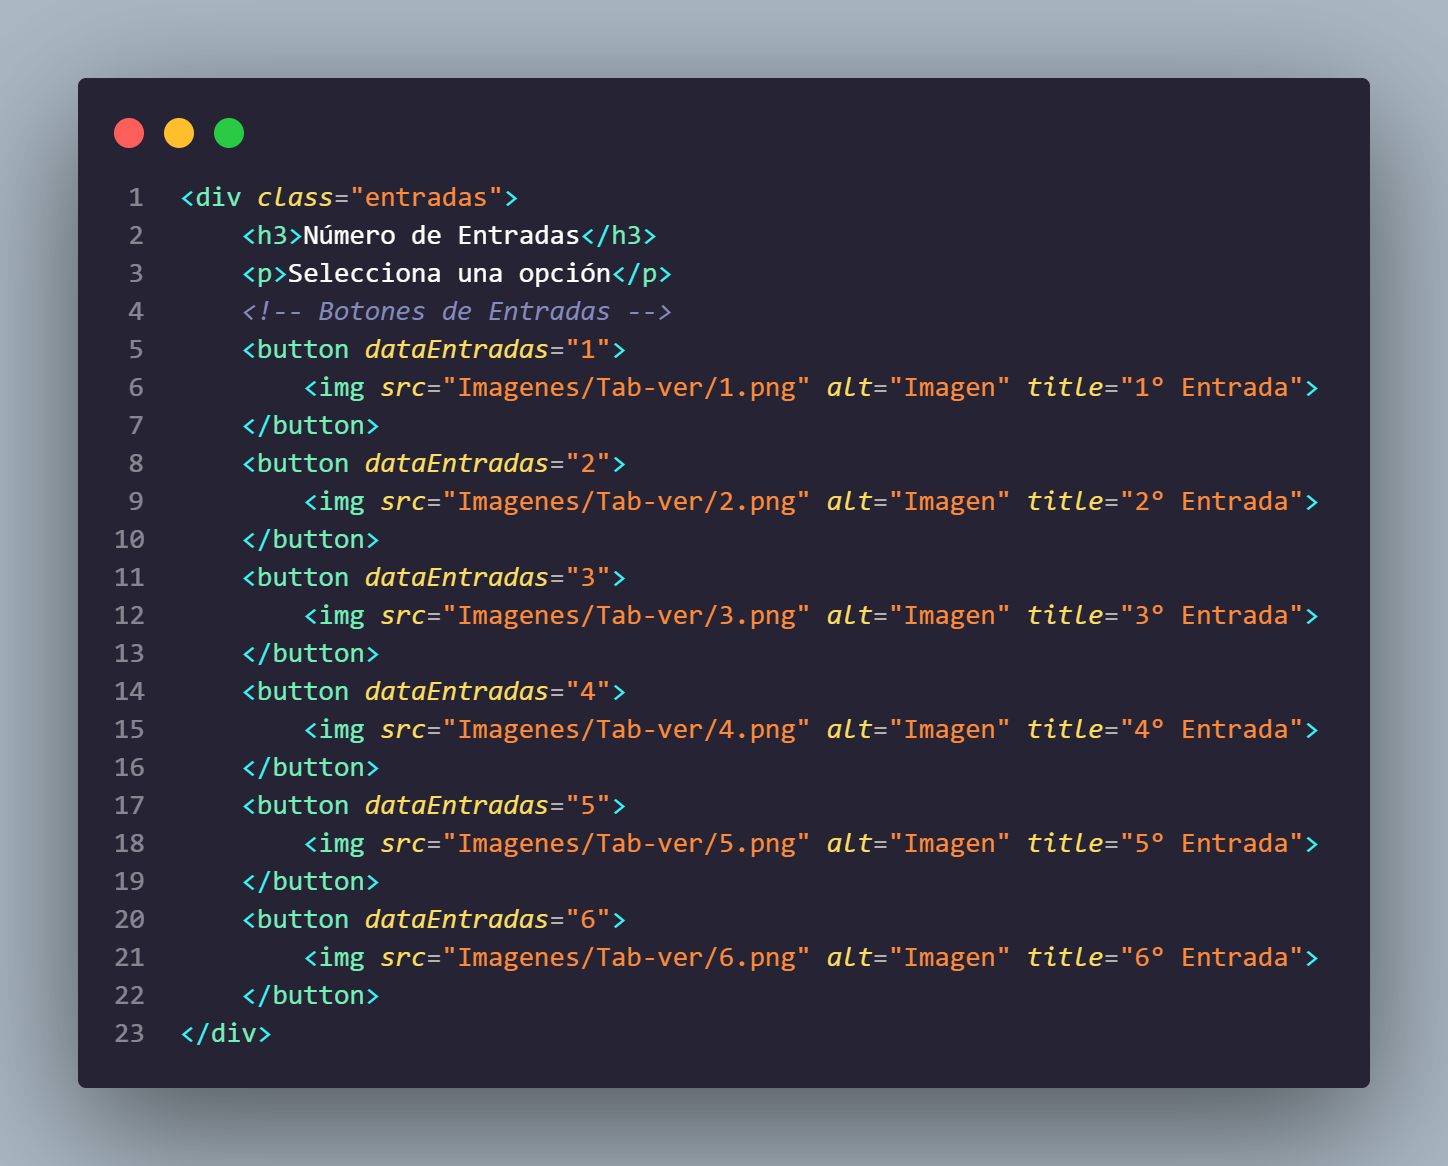 1 <div class="entradas">
2     <h3>Número de Entradas</h3>
3     <p>Selecciona una opción</p>
4     <!-- Botones de Entradas -->
5     <button dataEntradas="1">
6         <img src="Imagenes/Tab-ver/1.png" alt="Imagen" title="1º Entrada">
7     </button>
8     <button dataEntradas="2">
9         <img src="Imagenes/Tab-ver/2.png" alt="Imagen" title="2º Entrada">
10     </button>
11     <button dataEntradas="3">
12         <img src="Imagenes/Tab-ver/3.png" alt="Imagen" title="3º Entrada">
13     </button>
14     <button dataEntradas="4">
15         <img src="Imagenes/Tab-ver/4.png" alt="Imagen" title="4º Entrada">
16     </button>
17     <button dataEntradas="5">
18         <img src="Imagenes/Tab-ver/5.png" alt="Imagen" title="5º Entrada">
19     </button>
20     <button dataEntradas="6">
21         <img src="Imagenes/Tab-ver/6.png" alt="Imagen" title="6º Entrada">
22     </button>
23 </div>